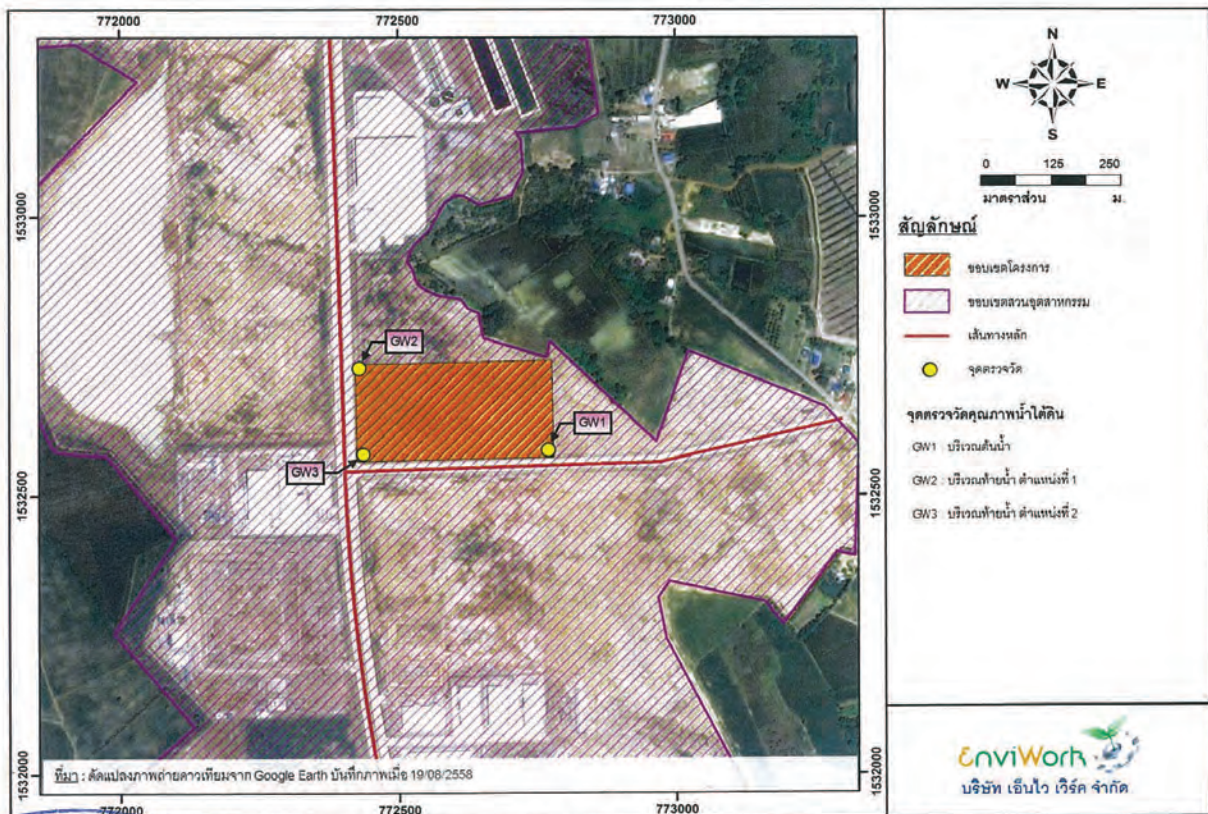 772000
772500
773000
1533000
1533000
1532500
1532500
1532000
1532000
772000
772500
773000
GW2
GW1
GW3
ที่มา : ดัดแปลงภาพถ่ายดาวเทียมจาก Google Earth บันทึกภาพเมื่อ 19/08/2558
N
W
E
S
0 125 250
มาตราส่วน ม.
สัญลักษณ์
ขอบเขตโครงการ
ขอบเขตสวนอุตสาหกรรม
เส้นทางหลัก
จุดตรวจวัด
จุดตรวจวัดคุณภาพน้ำใต้ดิน
GW1 : บริเวณต้นน้ำ
GW2 : บริเวณท้ายน้ำ ตำแหน่งที่ 1
GW3 : บริเวณท้ายน้ำ ตำแหน่งที่ 2
EnviWork
บริษัท เอ็นไว เวิร์ค จำกัด